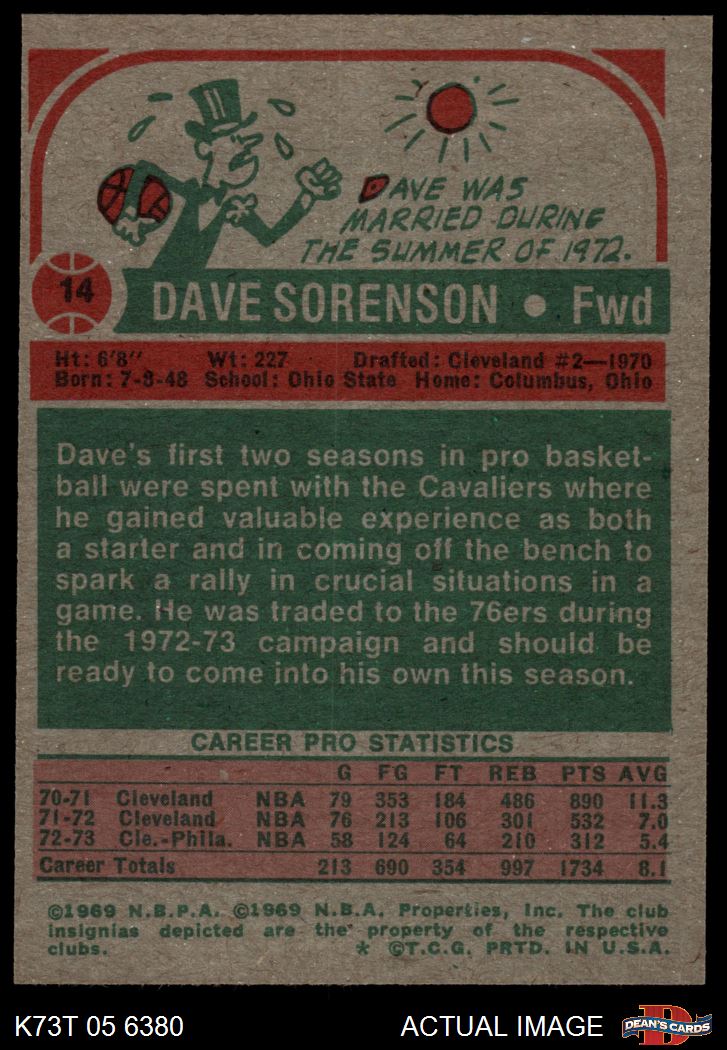 DAVE WAS
MARRIED DURING
THE SUMMER OF 1972.
14
DAVE SORENSON • Fwd
Ht: 6'8" Wt: 227 Drafted: Cleveland #2—1970
Born: 7-8-48 School: Ohio State Home: Columbus, Ohio
Dave's first two seasons in pro basket-
ball were spent with the Cavaliers where
he gained valuable experience as both
a starter and in coming off the bench to
spark a rally in crucial situations in a
game. He was traded to the 76ers during
the 1972-73 campaign and should be
ready to come into his own this season.
CAREER PRO STATISTICS
G FG FT REB PTS AVG
70-71 Cleveland NBA 79 353 184 486 890 11.3
71-72 Cleveland NBA 76 213 106 301 532 7.0
72-73 Cle.-Phila. NBA 58 124 64 210 312 5.4
Career Totals 213 690 354 997 1734 8.1
©1969 N.B.P.A. ©1969 N.B.A. Properties, Inc. The club
insignias depicted are the property of the respective
clubs. * ©T.C.G. PRTD. IN U.S.A.
K73T 05 6380 ACTUAL IMAGE
D
DEAN'S CARDS